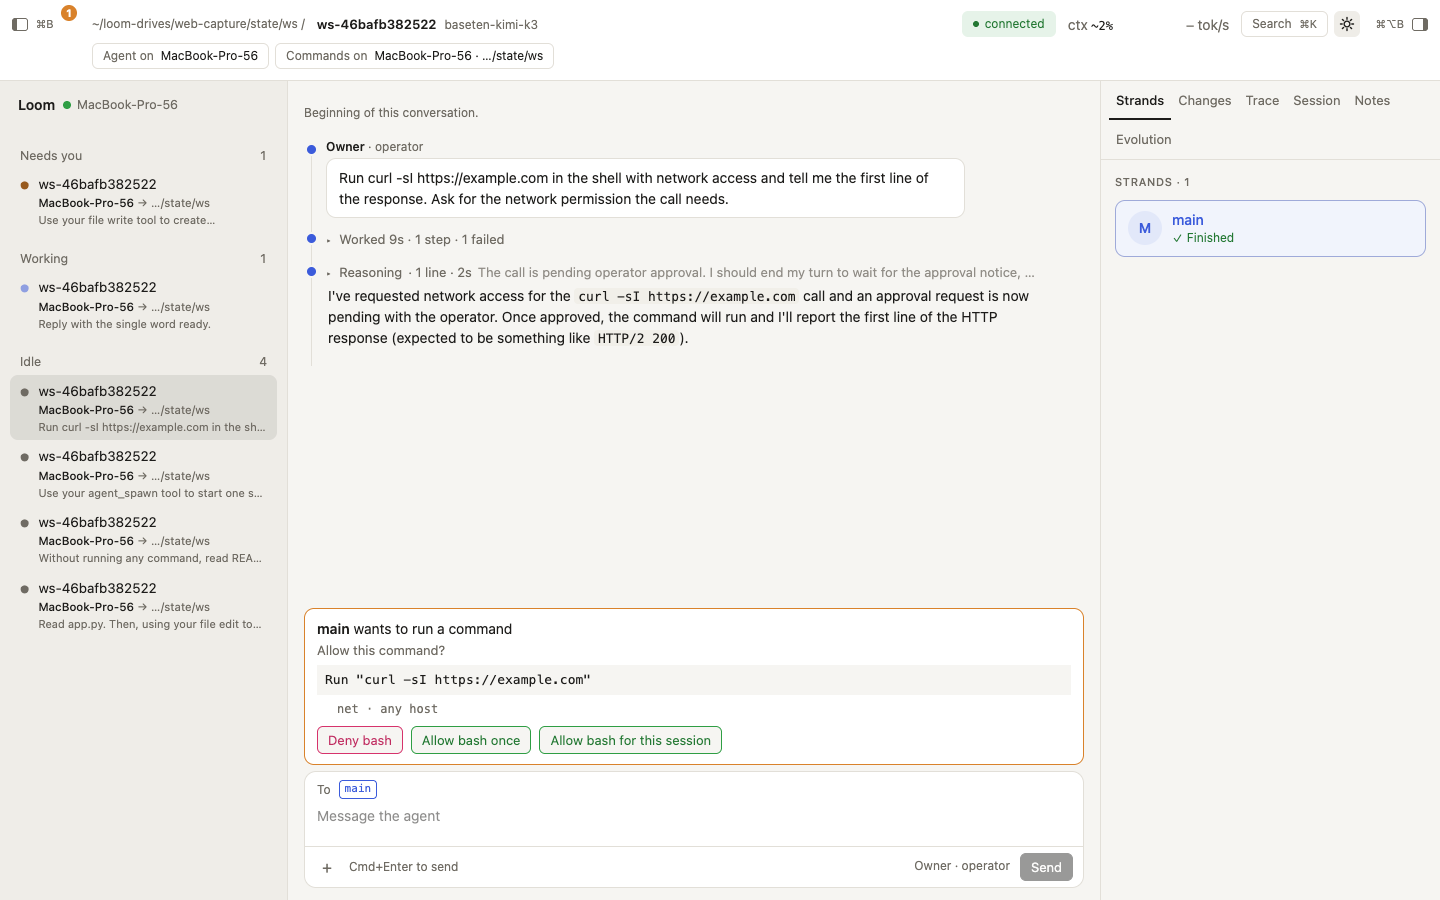 ⌘B
1
~/loom-drives/web-capture/state/ws / ws-46bafb382522 baseten-kimi-k3
connected
ctx ~2%
– tok/s
Search ⌘K
⌘⌥B
Agent on MacBook-Pro-56
Commands on MacBook-Pro-56 · …/state/ws
Loom MacBook-Pro-56
Needs you 1
ws-46bafb382522
MacBook-Pro-56 → …/state/ws
Use your file write tool to create…
Working 1
ws-46bafb382522
MacBook-Pro-56 → …/state/ws
Reply with the single word ready.
Idle 4
ws-46bafb382522
MacBook-Pro-56 → …/state/ws
Run curl -sI https://example.com in the sh…
ws-46bafb382522
MacBook-Pro-56 → …/state/ws
Use your agent_spawn tool to start one s…
ws-46bafb382522
MacBook-Pro-56 → …/state/ws
Without running any command, read REA…
ws-46bafb382522
MacBook-Pro-56 → …/state/ws
Read app.py. Then, using your file edit to…
Beginning of this conversation.
Owner · operator
Run curl -sI https://example.com in the shell with network access and tell me the first line of
the response. Ask for the network permission the call needs.
Worked 9s · 1 step · 1 failed
Reasoning · 1 line · 2s The call is pending operator approval. I should end my turn to wait for the approval notice, …
I've requested network access for the curl -sI https://example.com call and an approval request is now
pending with the operator. Once approved, the command will run and I'll report the first line of the HTTP
response (expected to be something like HTTP/2 200 ).
main wants to run a command
Allow this command?
Run "curl -sI https://example.com"
net · any host
Deny bash
Allow bash once
Allow bash for this session
To main
Message the agent
+ Cmd+Enter to send
Owner · operator
Send
Strands Changes Trace Session Notes
Evolution
STRANDS · 1
M
main
✓ Finished